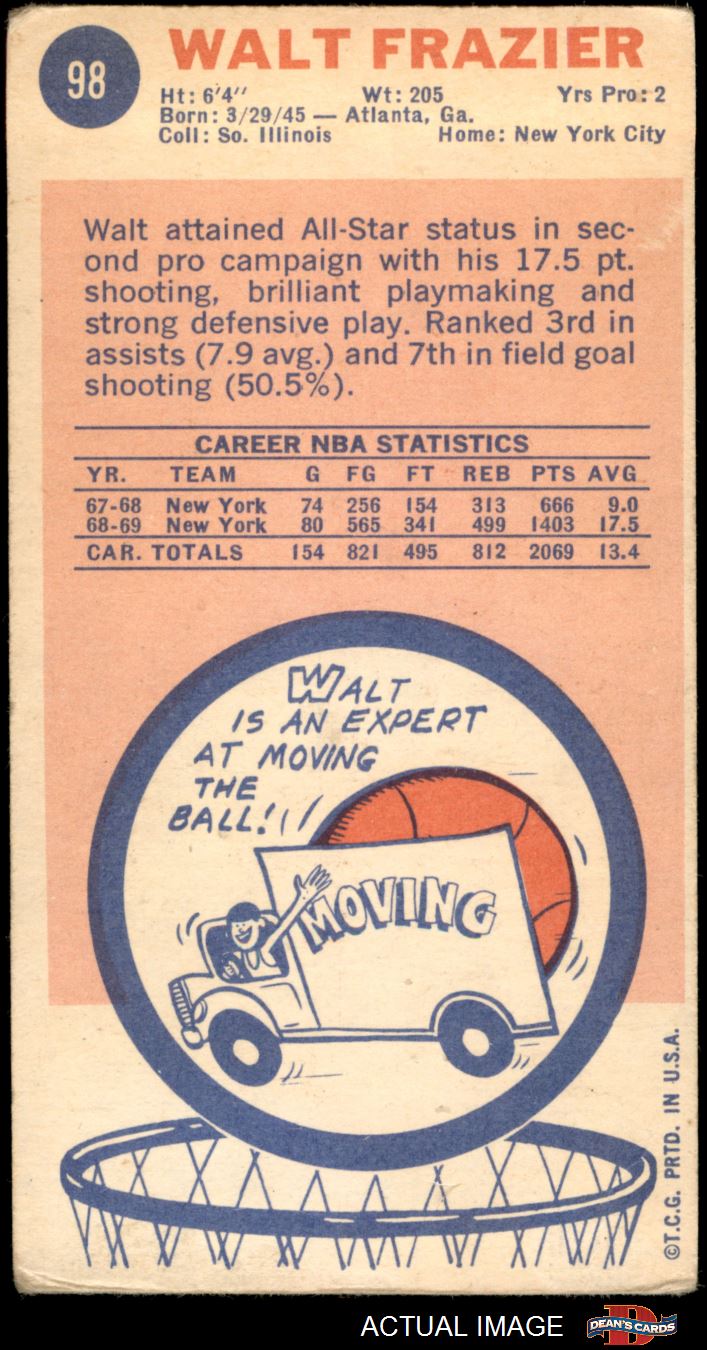 98
WALT FRAZIER
Ht: 6'4" Wt: 205 Yrs Pro: 2
Born: 3/29/45 — Atlanta, Ga.
Coll: So. Illinois Home: New York City
Walt attained All-Star status in sec-
ond pro campaign with his 17.5 pt.
shooting, brilliant playmaking and
strong defensive play. Ranked 3rd in
assists (7.9 avg.) and 7th in field goal
shooting (50.5%).
CAREER NBA STATISTICS
YR. TEAM G FG FT REB PTS AVG
67-68 New York 74 256 154 313 666 9.0
68-69 New York 80 565 341 499 1403 17.5
CAR. TOTALS 154 821 495 812 2069 13.4
WALT
IS AN EXPERT
AT MOVING
THE
BALL!
MOVING
©T.C.G. PRTD. IN U.S.A.
ACTUAL IMAGE
D
DEAN'S CARDS